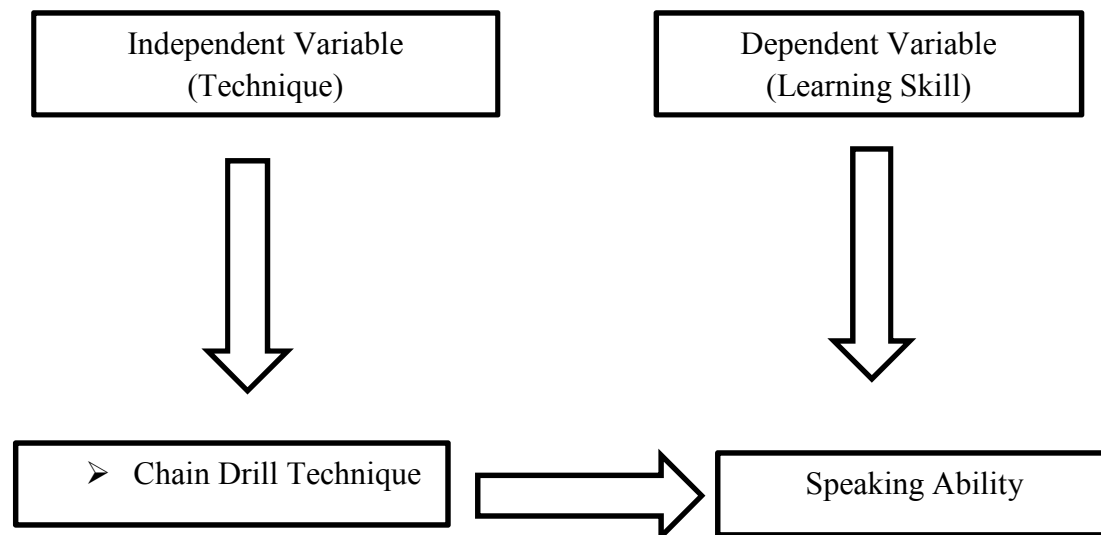 Independent Variable
(Technique)
Dependent Variable
(Learning Skill)
➢ Chain Drill Technique
Speaking Ability